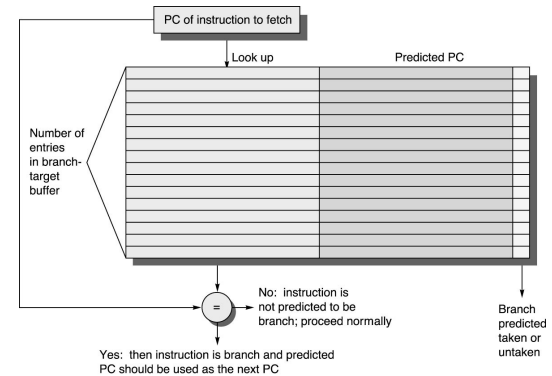 PC of instruction to fetch
Look up
Predicted PC
Number of
entries
in branch-
target
buffer
=
No: instruction is
not predicted to be
branch; proceed normally
Branch
predicted
taken or
untaken
Yes: then instruction is branch and predicted
PC should be used as the next PC